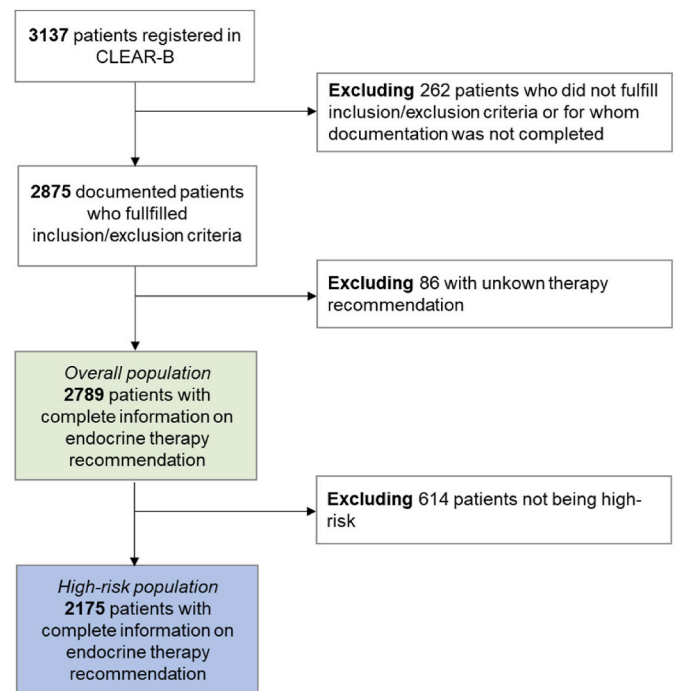 3137 patients registered in
CLEAR-B
Excluding 262 patients who did not fulfill
inclusion/exclusion criteria or for whom
documentation was not completed
2875 documented patients
who fullfilled
inclusion/exclusion criteria
Excluding 86 with unkown therapy
recommendation
Overall population
2789 patients with
complete information on
endocrine therapy
recommendation
Excluding 614 patients not being high-
risk
High-risk population
2175 patients with
complete information on
endocrine therapy
recommendation